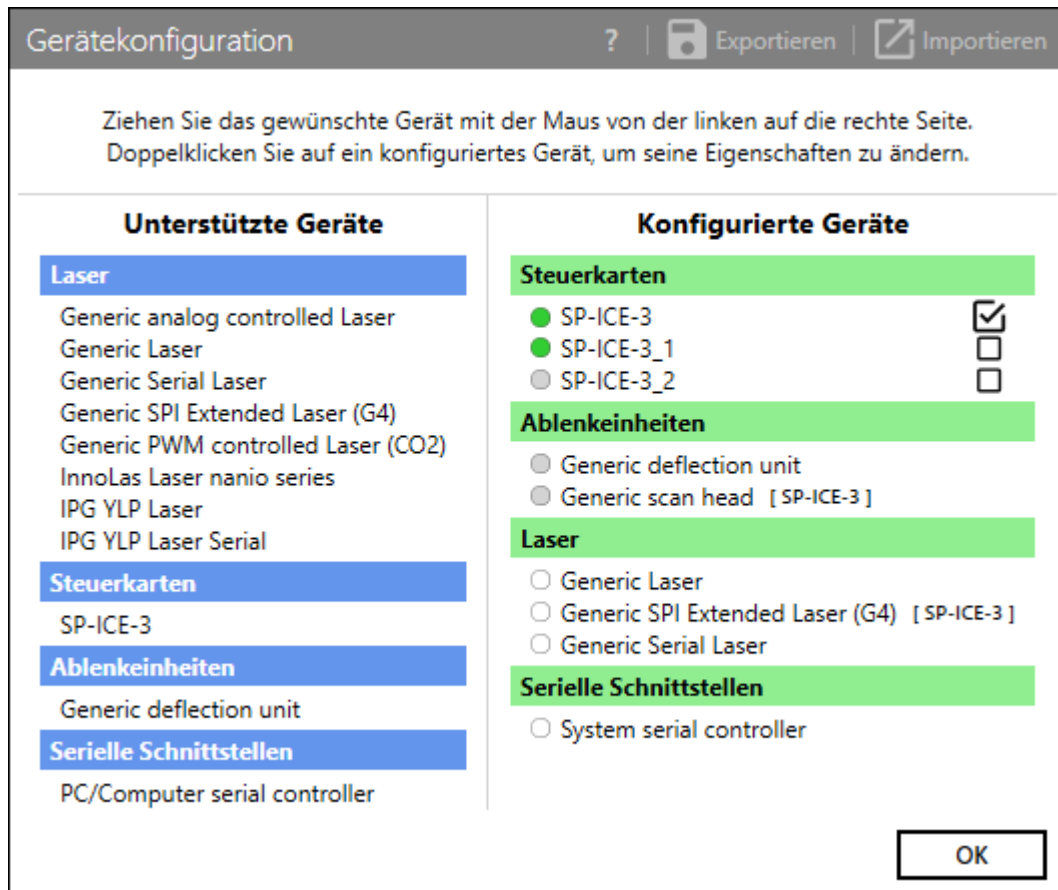 Gerätekonfiguration
? Exportieren Importieren
Ziehen Sie das gewünschte Gerät mit der Maus von der linken auf die rechte Seite.
Doppelklicken Sie auf ein konfiguriertes Gerät, um seine Eigenschaften zu ändern.
Unterstützte Geräte
Laser
Generic analog controlled Laser
Generic Laser
Generic Serial Laser
Generic SPI Extended Laser (G4)
Generic PWM controlled Laser (CO2)
InnoLas Laser nanio series
IPG YLP Laser
IPG YLP Laser Serial
Steuerkarten
SP-ICE-3
Ablenkeinheiten
Generic deflection unit
Serielle Schnittstellen
PC/Computer serial controller
Konfigurierte Geräte
Steuerkarten
SP-ICE-3
SP-ICE-3_1
SP-ICE-3_2
Ablenkeinheiten
Generic deflection unit
Generic scan head [ SP-ICE-3 ]
Laser
Generic Laser
Generic SPI Extended Laser (G4) [ SP-ICE-3 ]
Generic Serial Laser
Serielle Schnittstellen
System serial controller
OK